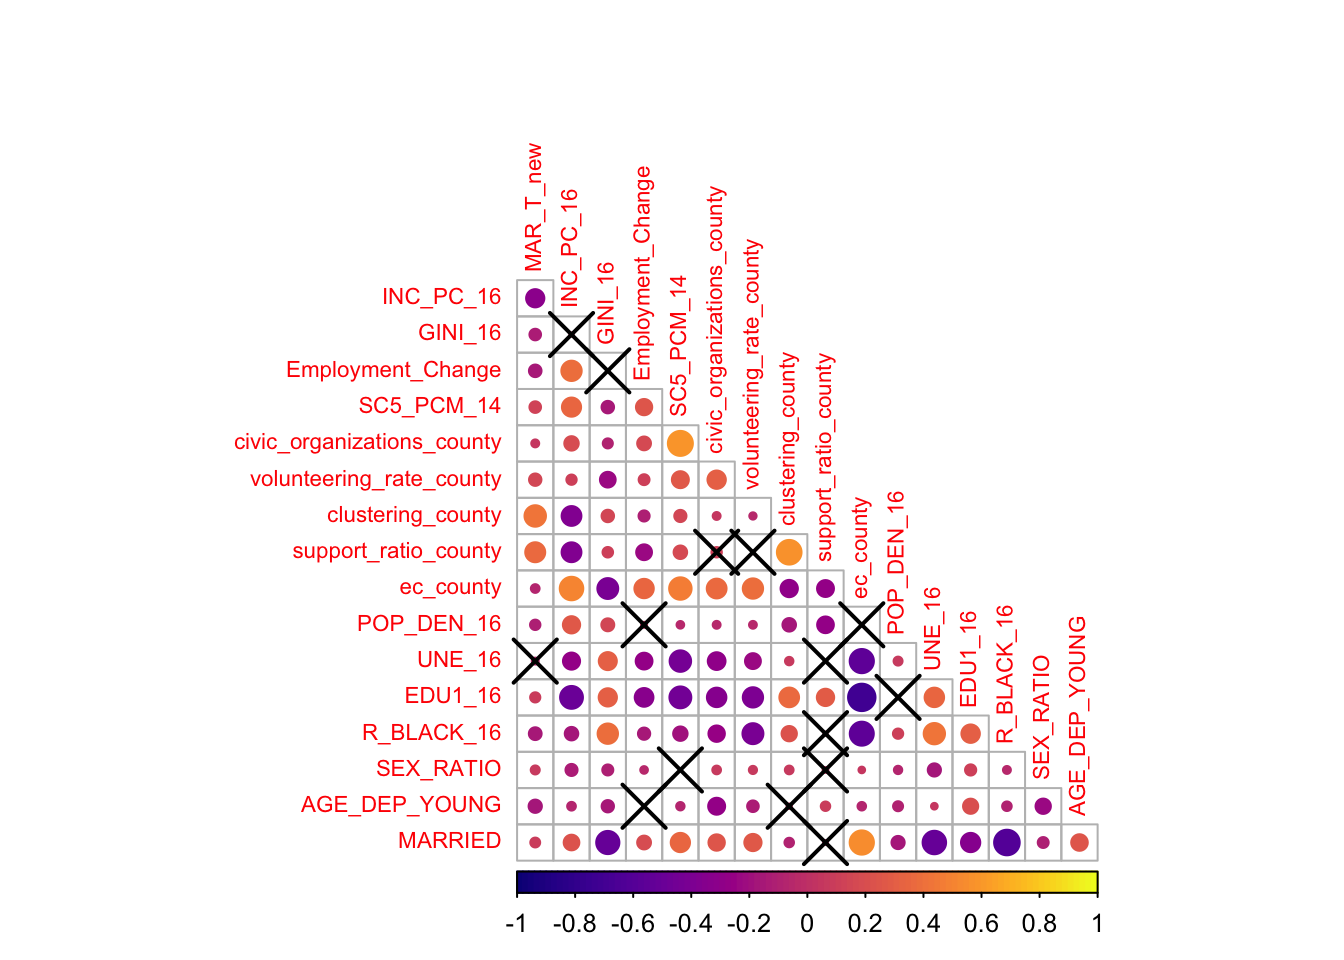 MAR_T_new
INC_PC_16
GINI_16
Employment_Change
SC5_PCM_14
civic_organizations_county
volunteering_rate_county
clustering_county
support_ratio_county
ec_county
POP_DEN_16
UNE_16
EDU1_16
R_BLACK_16
SEX_RATIO
AGE_DEP_YOUNG
INC_PC_16
GINI_16
Employment_Change
SC5_PCM_14
civic_organizations_county
volunteering_rate_county
clustering_county
support_ratio_county
ec_county
POP_DEN_16
UNE_16
EDU1_16
R_BLACK_16
SEX_RATIO
AGE_DEP_YOUNG
MARRIED
-1 -0.8 -0.6 -0.4 -0.2 0 0.2 0.4 0.6 0.8 1